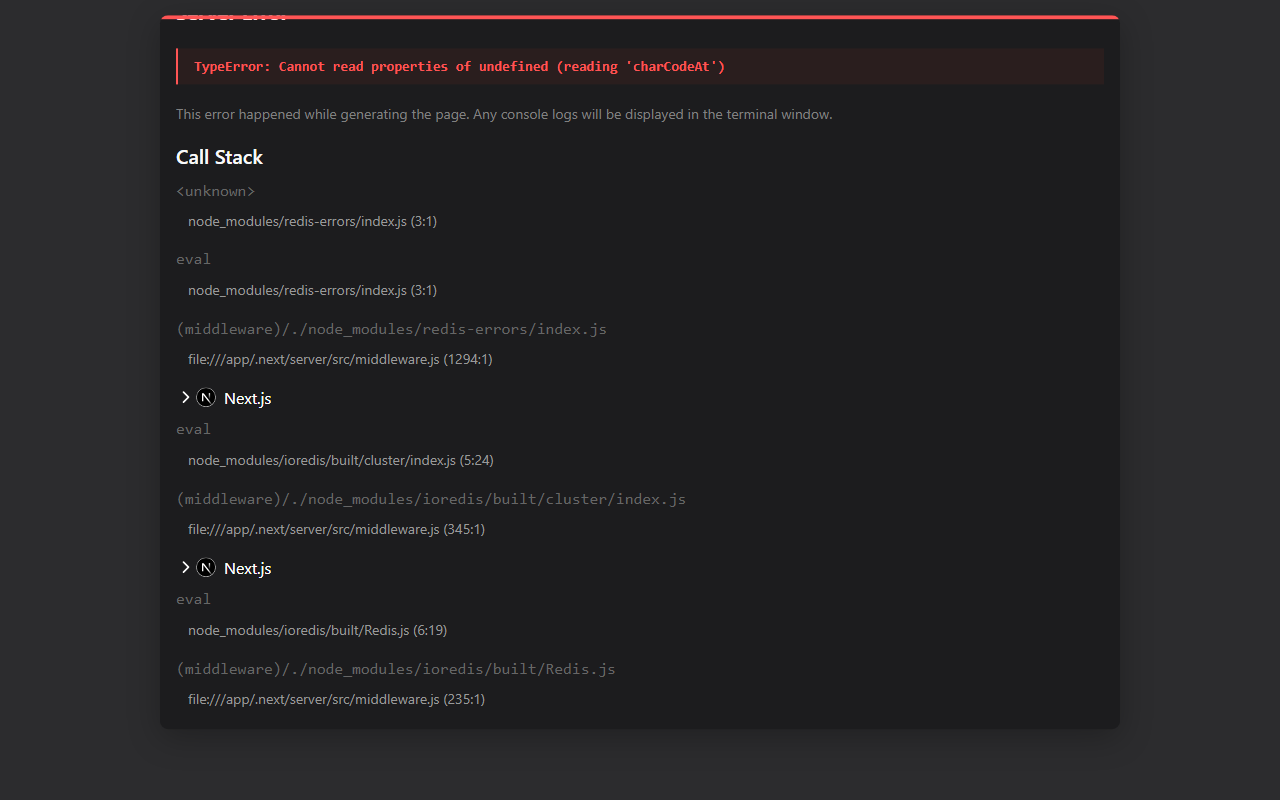 Server Error
TypeError: Cannot read properties of undefined (reading 'charCodeAt')
This error happened while generating the page. Any console logs will be displayed in the terminal window.
Call Stack
<unknown>
node_modules/redis-errors/index.js (3:1)
eval
node_modules/redis-errors/index.js (3:1)
(middleware)/./node_modules/redis-errors/index.js
file:///app/.next/server/src/middleware.js (1294:1)
N Next.js
eval
node_modules/ioredis/built/cluster/index.js (5:24)
(middleware)/./node_modules/ioredis/built/cluster/index.js
file:///app/.next/server/src/middleware.js (345:1)
N Next.js
eval
node_modules/ioredis/built/Redis.js (6:19)
(middleware)/./node_modules/ioredis/built/Redis.js
file:///app/.next/server/src/middleware.js (235:1)